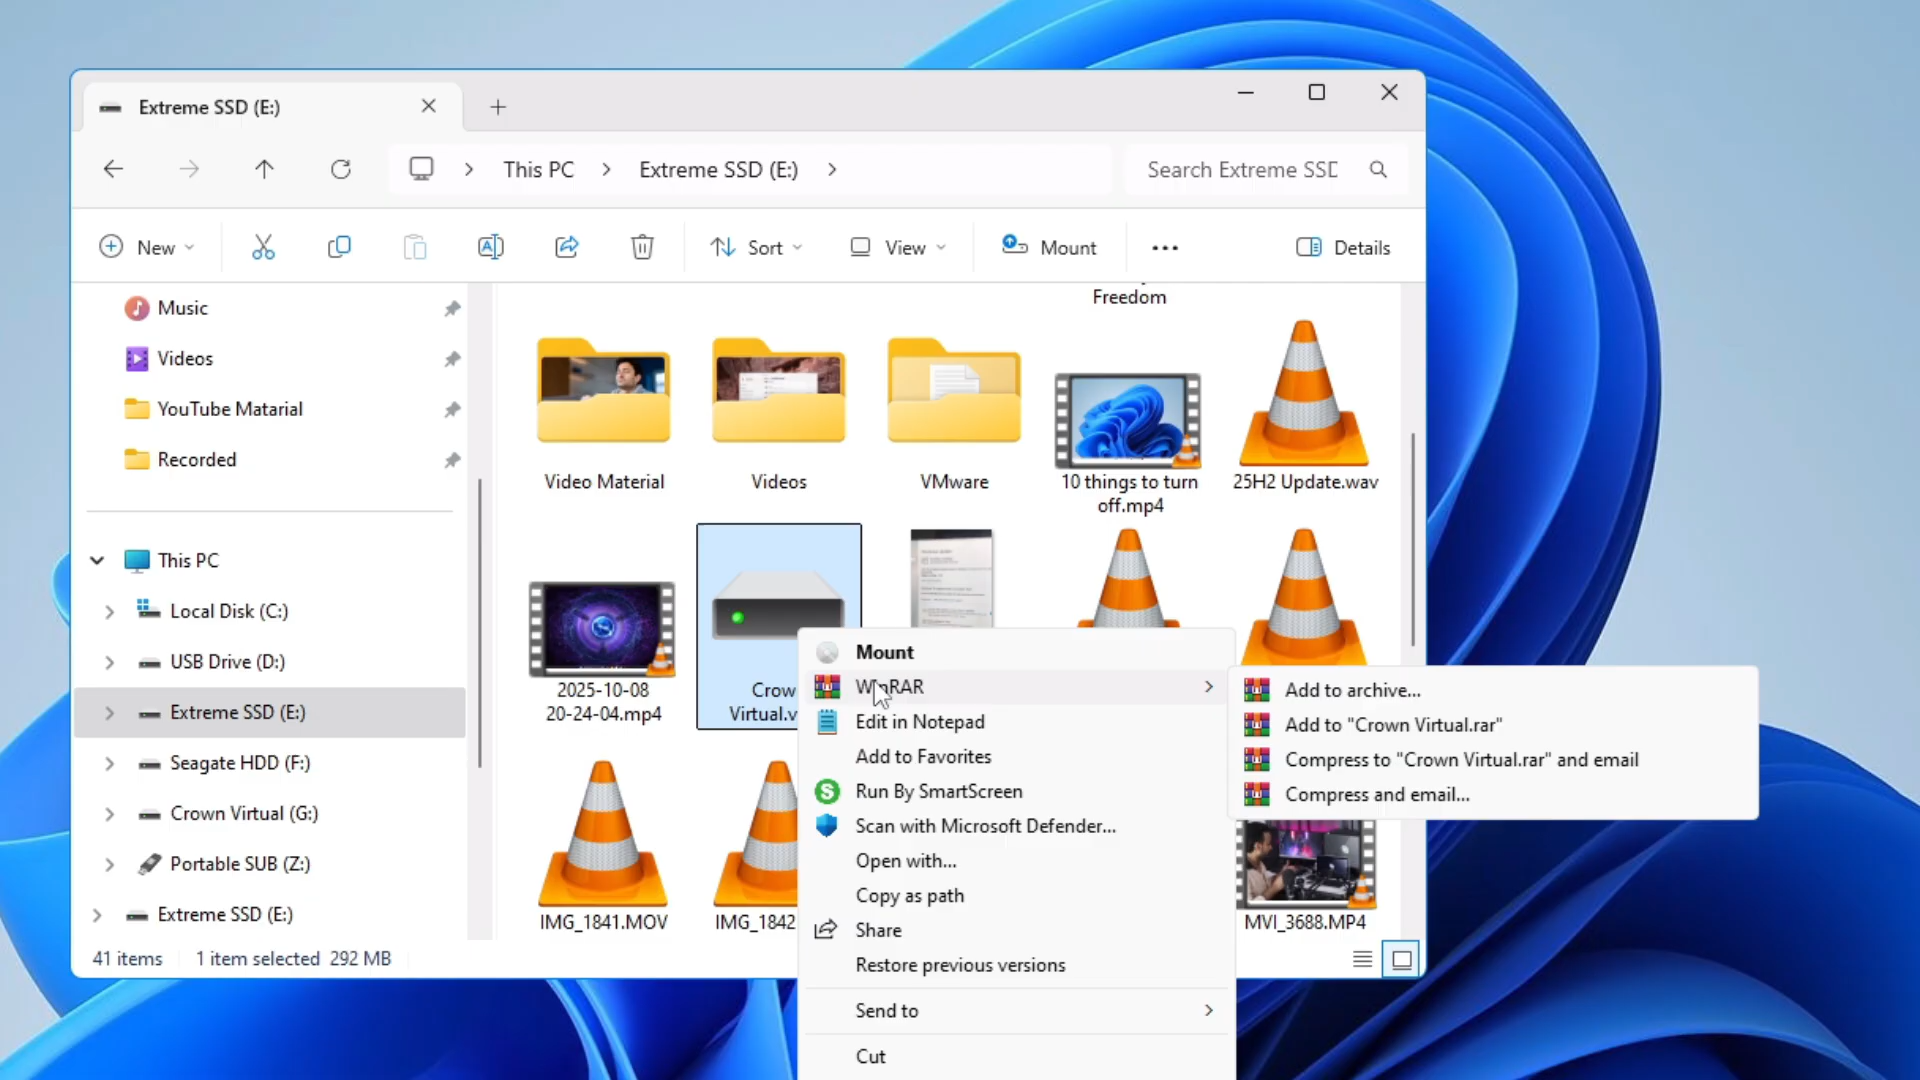 Extreme SSD (E:)
This PC
Extreme SSD (E:)
Search Extreme SSD
New
Sort
View
Mount
Details
Music
Videos
YouTube Matarial
Recorded
This PC
Local Disk (C:)
USB Drive (D:)
Extreme SSD (E:)
Seagate HDD (F:)
Crown Virtual (G:)
Portable SUB (Z:)
Extreme SSD (E:)
Freedom
Video Material
Videos
VMware
10 things to turn
off.mp4
25H2 Update.wav
2025-10-08
20-24-04.mp4
Crow
Virtual.v
IMG_1841.MOV
IMG_1842
MVI_3688.MP4
Mount
WinRAR
Edit in Notepad
Add to Favorites
Run By SmartScreen
Scan with Microsoft Defender...
Open with...
Copy as path
Share
Restore previous versions
Send to
Cut
Add to archive...
Add to "Crown Virtual.rar"
Compress to "Crown Virtual.rar" and email
Compress and email...
41 items
1 item selected 292 MB